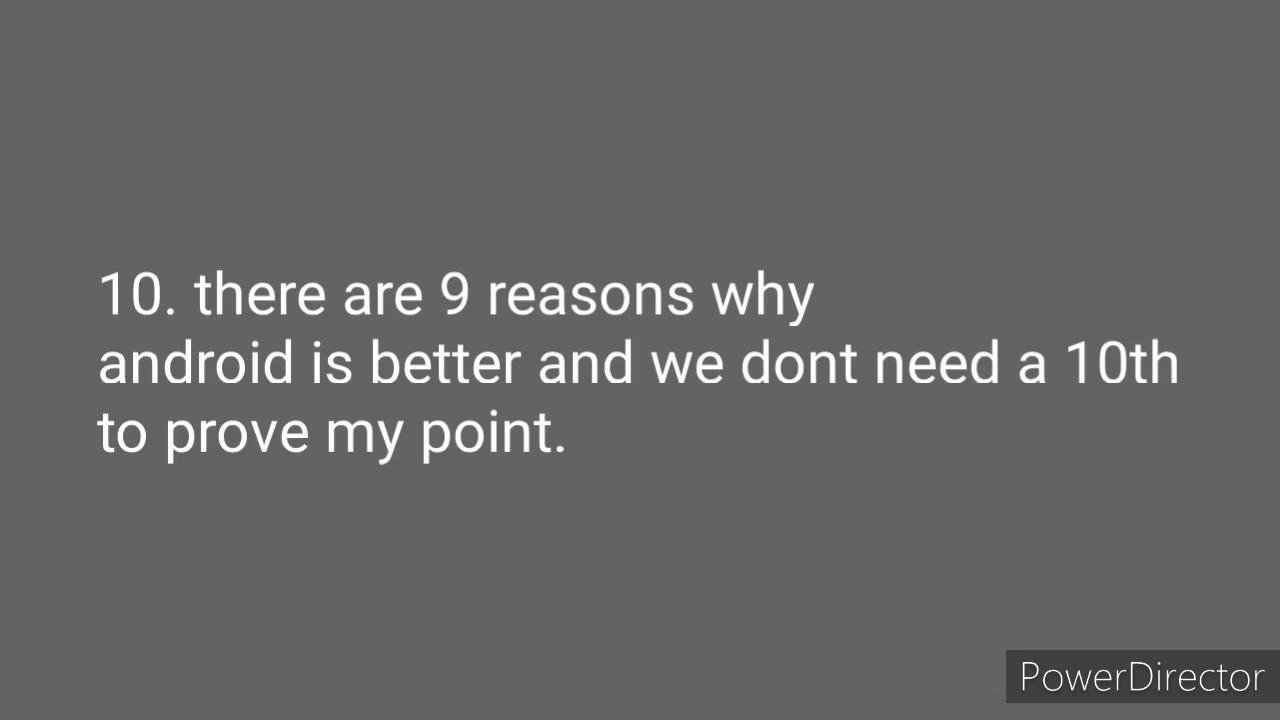 10. there are 9 reasons why
android is better and we dont need a 10th
to prove my point.
PowerDirector